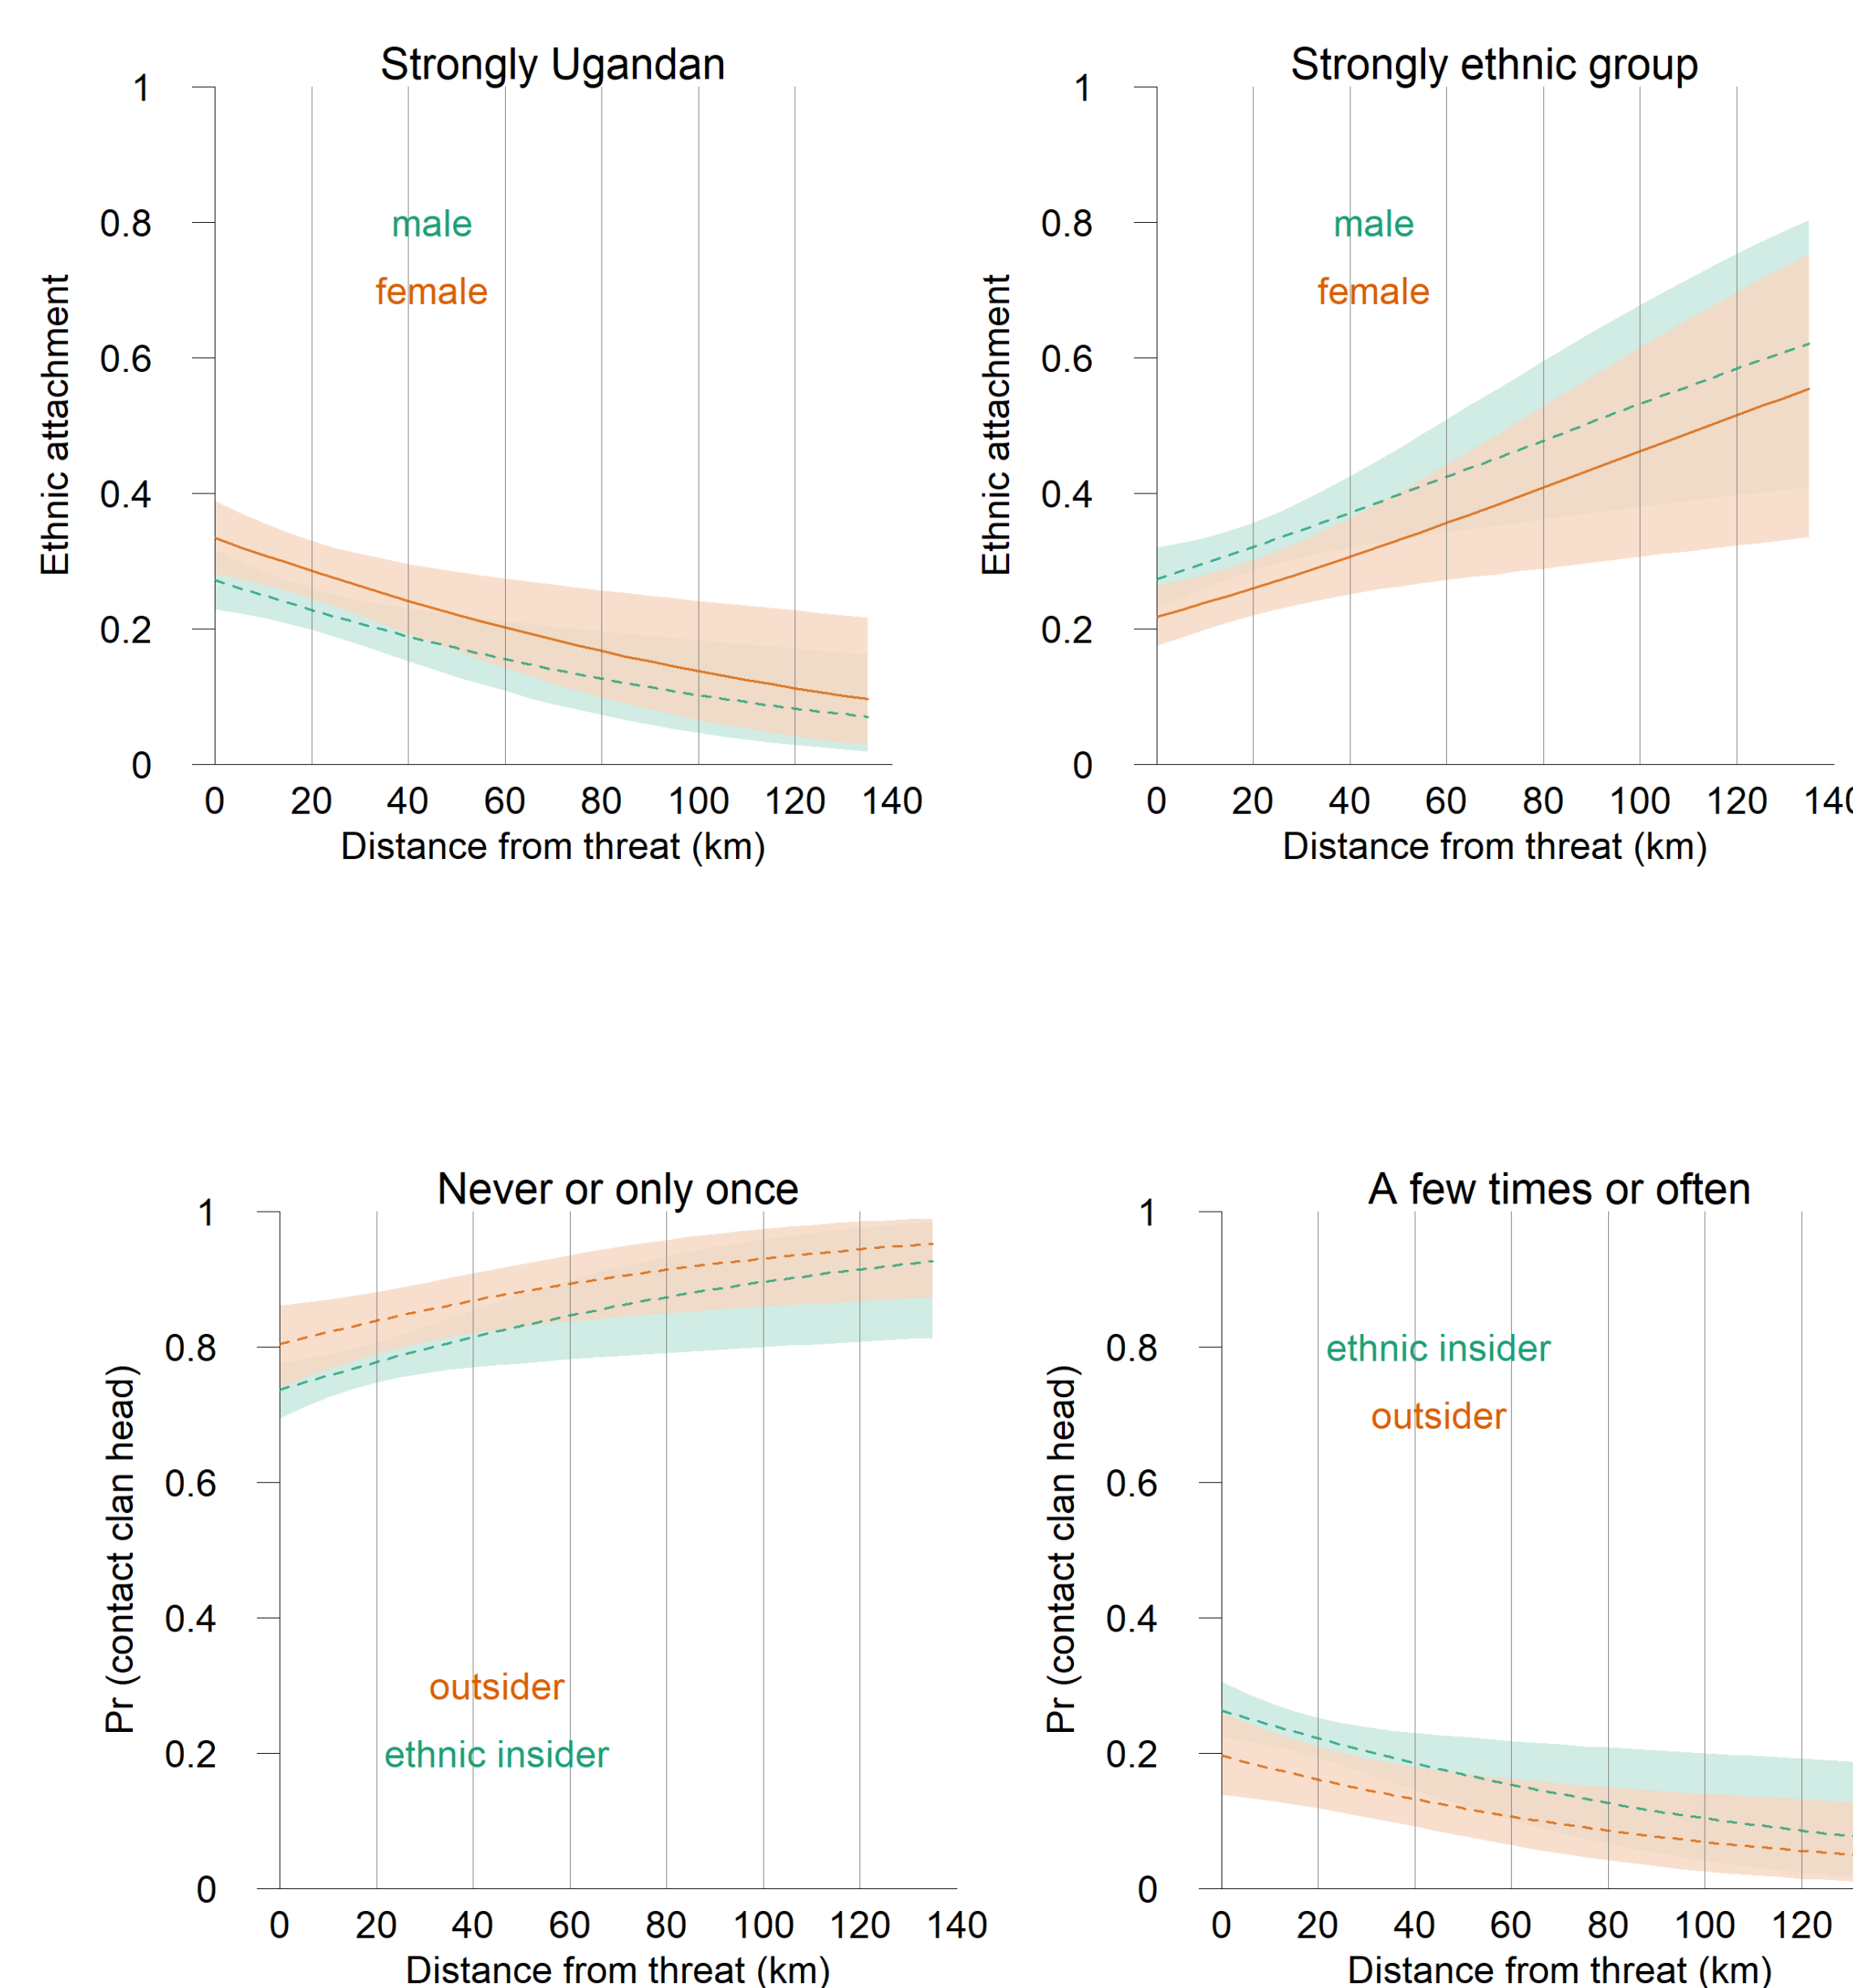 Strongly Ugandan
1
0.8
0.6
0.4
0.2
0
Ethnic attachment
male
female
0 20 40 60 80 100 120 140
Distance from threat (km)
Strongly ethnic group
1
0.8
0.6
0.4
0.2
0
Ethnic attachment
male
female
0 20 40 60 80 100 120 140
Distance from threat (km)
Never or only once
1
0.8
0.6
0.4
0.2
0
Pr (contact clan head)
outsider
ethnic insider
0 20 40 60 80 100 120 140
Distance from threat (km)
A few times or often
1
0.8
0.6
0.4
0.2
0
Pr (contact clan head)
ethnic insider
outsider
0 20 40 60 80 100 120
Distance from threat (km)